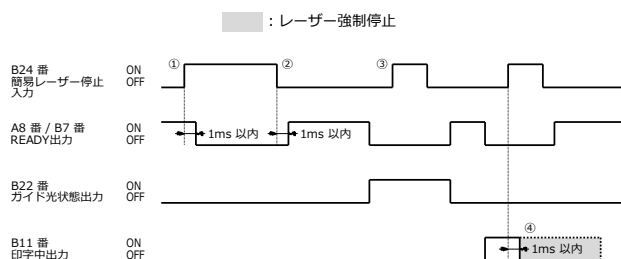 ：レーザー強制停止
① ② ③
B24 番
簡易レーザー停止
入力
ON
OFF
A8 番 / B7 番
READY出力
ON
OFF
1ms 以内
1ms 以内
B22 番
ガイド光状態出力
ON
OFF
④
B11 番
印字中出力
ON
OFF
1ms 以内